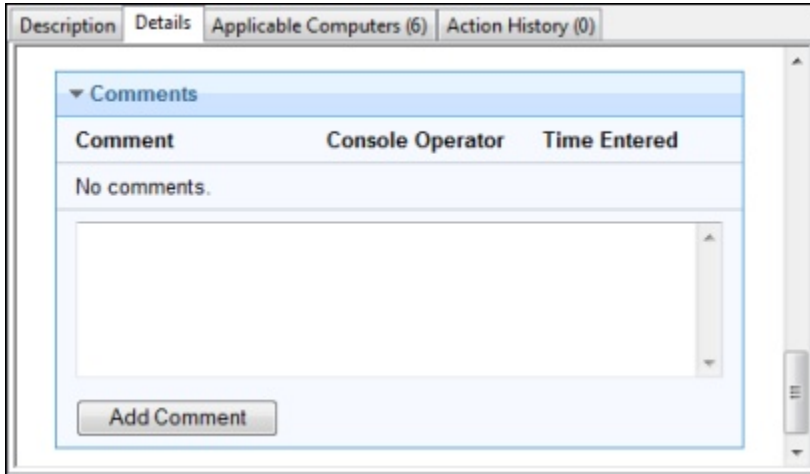 Description Details Applicable Computers (6) Action History (0)
Comments
Comment Console Operator Time Entered
No comments.
Add Comment